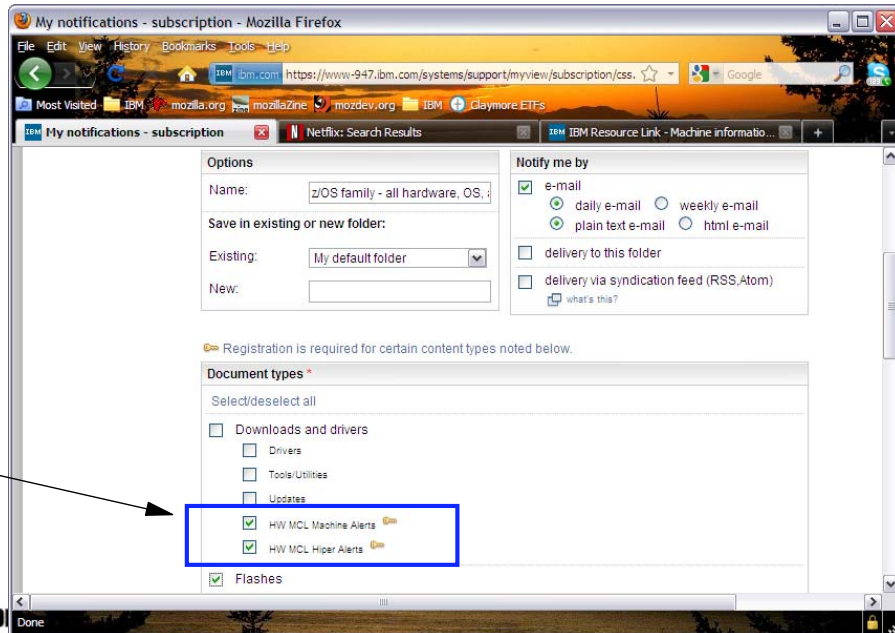 My notifications - subscription - Mozilla Firefox
File Edit View History Bookmarks Tools Help
IBM ibm.com https://www-947.ibm.com/systems/support/myview/subscription/css. Google
Most Visited IBM mozilla.org mozillaZine mozdev.org IBM Claymore ETFs
IBM My notifications - subscription N Netflix: Search Results IBM IBM Resource Link - Machine informatio... +
Options
Name: z/OS family - all hardware, OS,
Save in existing or new folder:
Existing: My default folder
New:
Notify me by
e-mail
daily e-mail weekly e-mail
plain text e-mail html e-mail
delivery to this folder
delivery via syndication feed (RSS,Atom)
what's this?
Registration is required for certain content types noted below.
Document types *
Select/deselect all
Downloads and drivers
Drivers
Tools/Utilities
Updates
HW MCL Machine Alerts
HW MCL Hiper Alerts
Flashes
Done